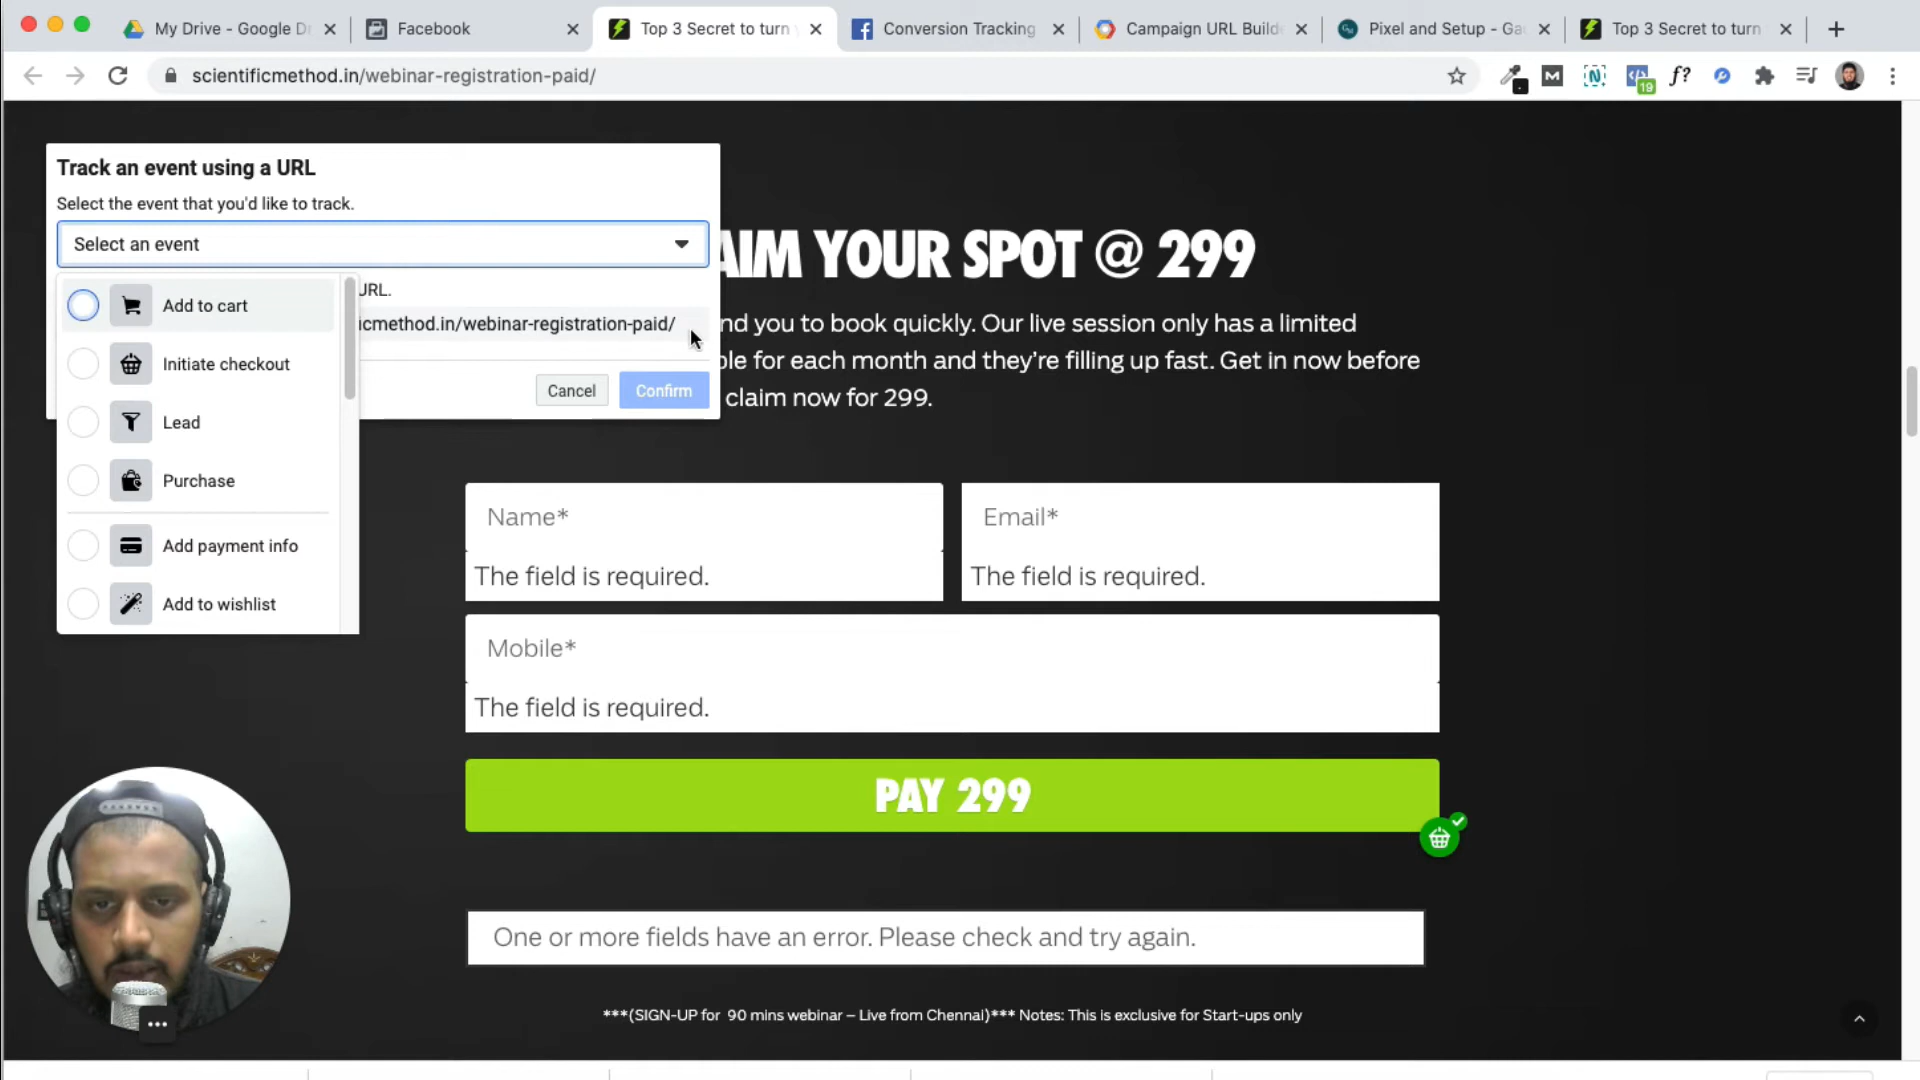 My Drive - Google D
Facebook
Top 3 Secret to turn
Conversion Tracking
Campaign URL Build
Pixel and Setup - Ga
Top 3 Secret to turn
scientificmethod.in/webinar-registration-paid/
19
f?
Track an event using a URL
Select the event that you'd like to track.
Select an event
URL.
icmethod.in/webinar-registration-paid/
Cancel
Confirm
Add to cart
Initiate checkout
Lead
Purchase
Add payment info
Add to wishlist
AIM YOUR SPOT @ 299
nd you to book quickly. Our live session only has a limited
ble for each month and they're filling up fast. Get in now before
claim now for 299.
Name*
The field is required.
Email*
The field is required.
Mobile*
The field is required.
PAY 299
One or more fields have an error. Please check and try again.
***(SIGN-UP for 90 mins webinar – Live from Chennai)*** Notes: This is exclusive for Start-ups only